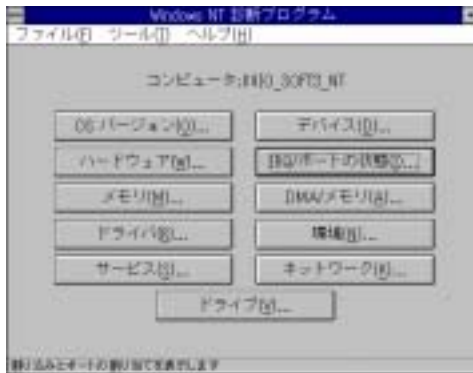 Windows NT 診断プログラム
ファイル(F) ツール(T) ヘルプ(H)
コンピュータ:
OS バージョン(O)...
デバイス(D)...
ハードウェア(W)...
IRQ/ポートの状態(I)...
メモリ(M)...
DMA/メモリ(A)...
ドライバ(R)...
環境(N)...
サービス(S)...
ネットワーク(K)...
ドライブ(V)...
割り込みとポートの割り当てを表示します